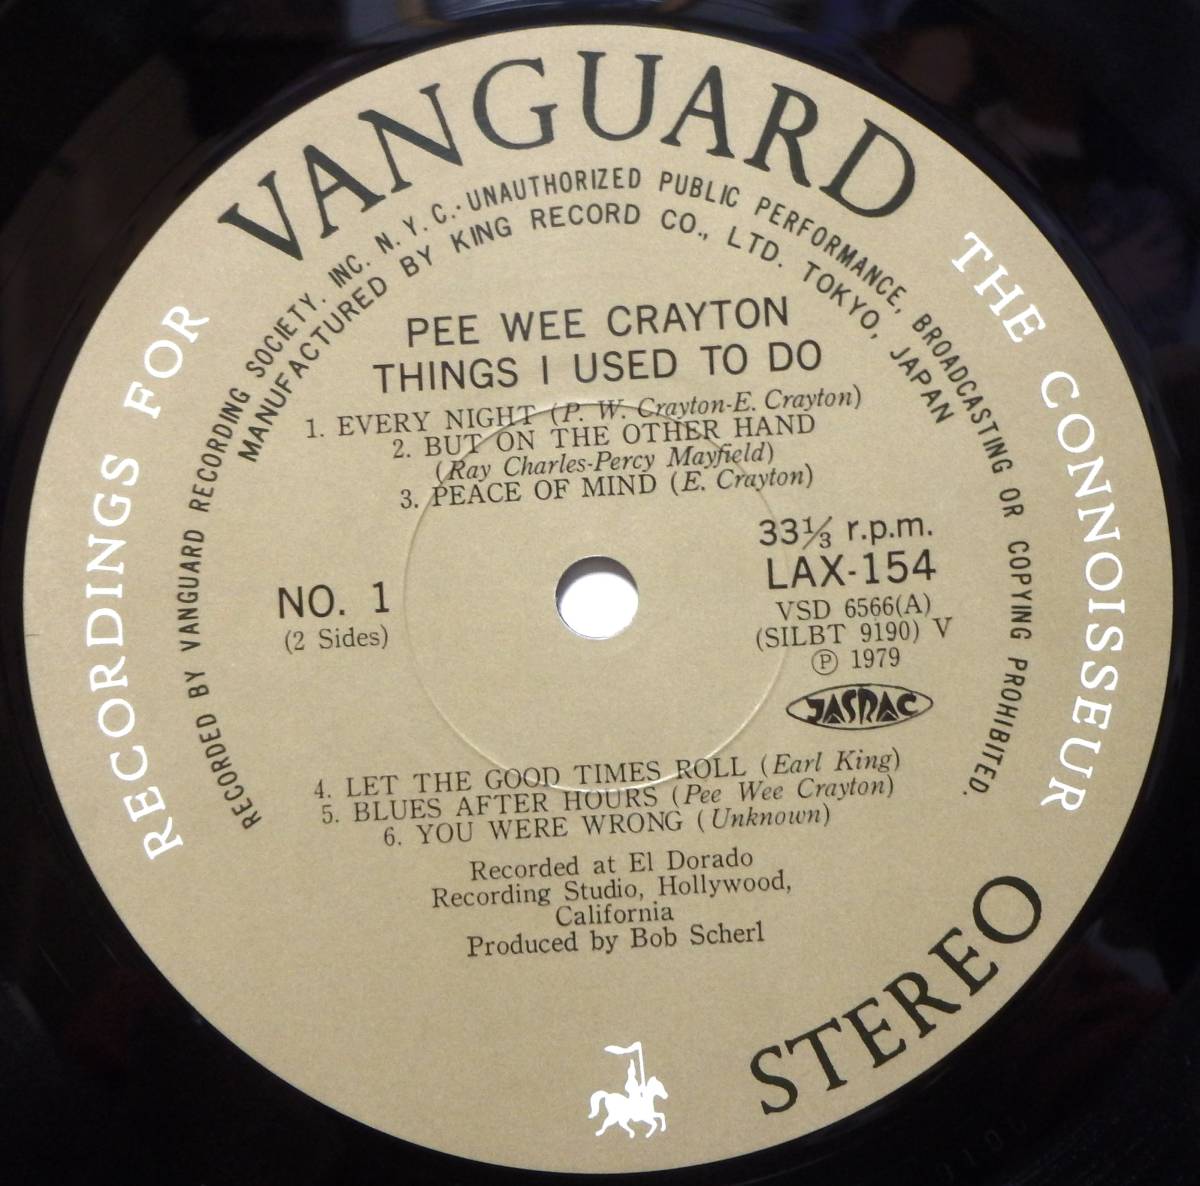 VANGUARD
RECORDINGS FOR THE CONNOISSEUR
RECORDED BY VANGUARD RECORDING SOCIETY. INC. N. Y. C.·UNAUTHORIZED PUBLIC PERFORMANCE, BROADCASTING OR COPYING PROHIBITED.
MANUFACTURED BY KING RECORD CO., LTD. TOKYO, JAPAN
PEE WEE CRAYTON
THINGS I USED TO DO
1. EVERY NIGHT (P. W. Crayton-E. Crayton)
2. BUT ON THE OTHER HAND
(Ray Charles-Percy Mayfield)
3. PEACE OF MIND (E. Crayton)
NO. 1
(2 Sides)
33⅓ r.p.m.
LAX-154
VSD 6566(A)
(SILBT 9190) V
Ⓟ 1979
JASRAC
4. LET THE GOOD TIMES ROLL (Earl King)
5. BLUES AFTER HOURS (Pee Wee Crayton)
6. YOU WERE WRONG (Unknown)
Recorded at El Dorado
Recording Studio, Hollywood,
California
Produced by Bob Scherl
STEREO